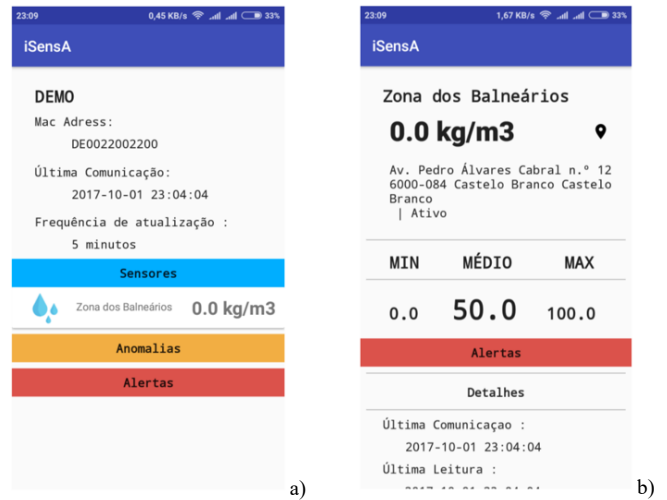 23:09 0,45 KB/s 33%
iSensA
DEMO
Mac Adress:
DE0022002200
Última Comunicação:
2017-10-01 23:04:04
Frequência de atualização :
5 minutos
Sensores
Zona dos Balneários 0.0 kg/m3
Anomalias
Alertas
a)
23:09 1,67 KB/s 33%
iSensA
Zona dos Balneários
0.0 kg/m3
Av. Pedro Álvares Cabral n.º 12
6000-084 Castelo Branco Castelo
Branco
| Ativo
MIN MÉDIO MAX
0.0 50.0 100.0
Alertas
Detalhes
Última Comunicaçao :
2017-10-01 23:04:04
Última Leitura :
b)